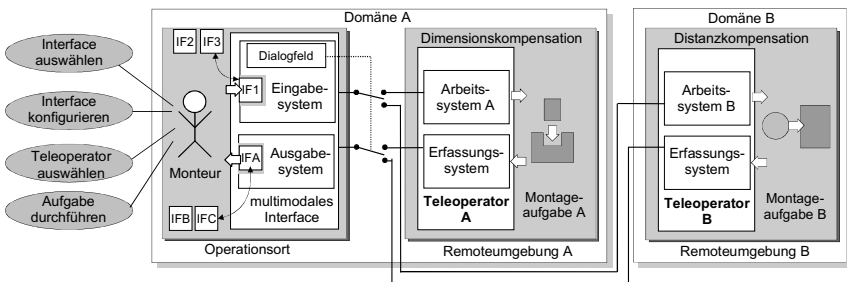 Domäne A
Domäne B
Interface
auswählen
Interface
konfigurieren
Teleoperator
auswählen
Aufgabe
durchführen
Monteur
IF2
IF3
Dialogfeld
IF1
Eingabe-
system
IFA
Ausgabe-
system
IFB
IFC
multimodales
Interface
Operationsort
Dimensionskompensation
Arbeits-
system A
Erfassungs-
system
Teleoperator
A
Montage-
aufgabe A
Remoteumgebung A
Distanzkompensation
Arbeits-
system B
Erfassungs-
system
Teleoperator
B
Montage-
aufgabe B
Remoteumgebung B